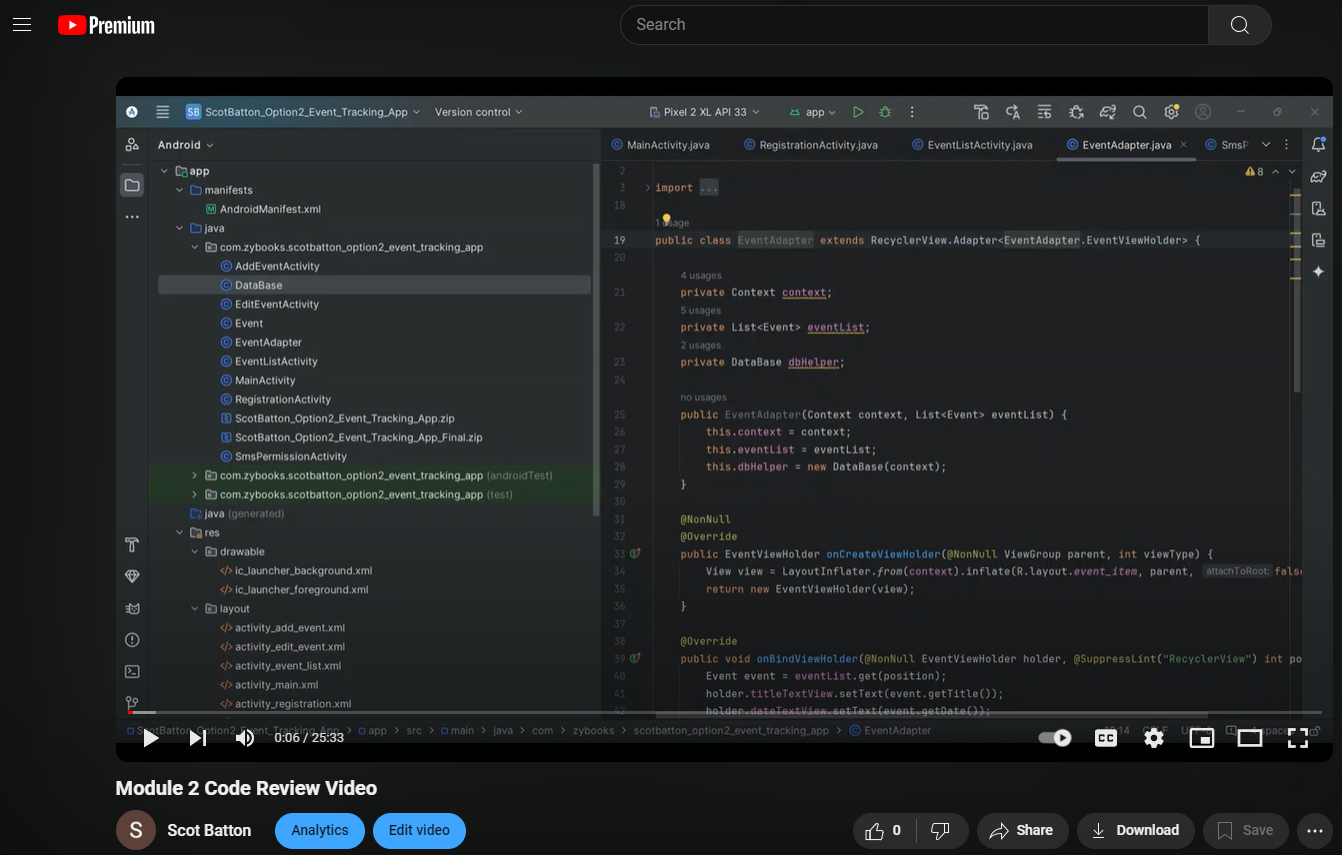 Premium
Search
SB ScotBatton_Option2_Event_Tracking_App Version control Pixel 2 XL API 33 app
Android
MainActivity.java RegistrationActivity.java EventListActivity.java EventAdapter.java SmsP
app
manifests
AndroidManifest.xml
java
com.zybooks.scotbatton_option2_event_tracking_app
AddEventActivity
DataBase
EditEventActivity
Event
EventAdapter
EventListActivity
MainActivity
RegistrationActivity
ScotBatton_Option2_Event_Tracking_App.zip
ScotBatton_Option2_Event_Tracking_App_Final.zip
SmsPermissionActivity
com.zybooks.scotbatton_option2_event_tracking_app (androidTest)
com.zybooks.scotbatton_option2_event_tracking_app (test)
java (generated)
res
drawable
ic_launcher_background.xml
ic_launcher_foreground.xml
layout
activity_add_event.xml
activity_edit_event.xml
activity_event_list.xml
activity_main.xml
activity_registration.xml
2
8
3 import ...
18
1 usage
19 public class EventAdapter extends RecyclerView.Adapter<EventAdapter.EventViewHolder> {
20
4 usages
21 private Context context;
5 usages
22 private List<Event> eventList;
2 usages
23 private DataBase dbHelper;
24
no usages
25 public EventAdapter(Context context, List<Event> eventList) {
26 this.context = context;
27 this.eventList = eventList;
28 this.dbHelper = new DataBase(context);
29 }
30
31 @NonNull
32 @Override
33 public EventViewHolder onCreateViewHolder(@NonNull ViewGroup parent, int viewType) {
34 View view = LayoutInflater.from(context).inflate(R.layout.event_item, parent, attachToRoot: false
35 return new EventViewHolder(view);
36 }
37
38 @Override
39 public void onBindViewHolder(@NonNull EventViewHolder holder, @SuppressLint("RecyclerView") int po
40 Event event = eventList.get(position);
41 holder.titleTextView.setText(event.getTitle());
42 holder.dateTextView.setText(event.getDate());
ScotBatton_Option2_Event_Tracking_App app src main java com zybooks scotbatton_option2_event_tracking_app EventAdapter
0:06 / 25:33
CC
Module 2 Code Review Video
S Scot Batton Analytics Edit video 0 Share Download Save